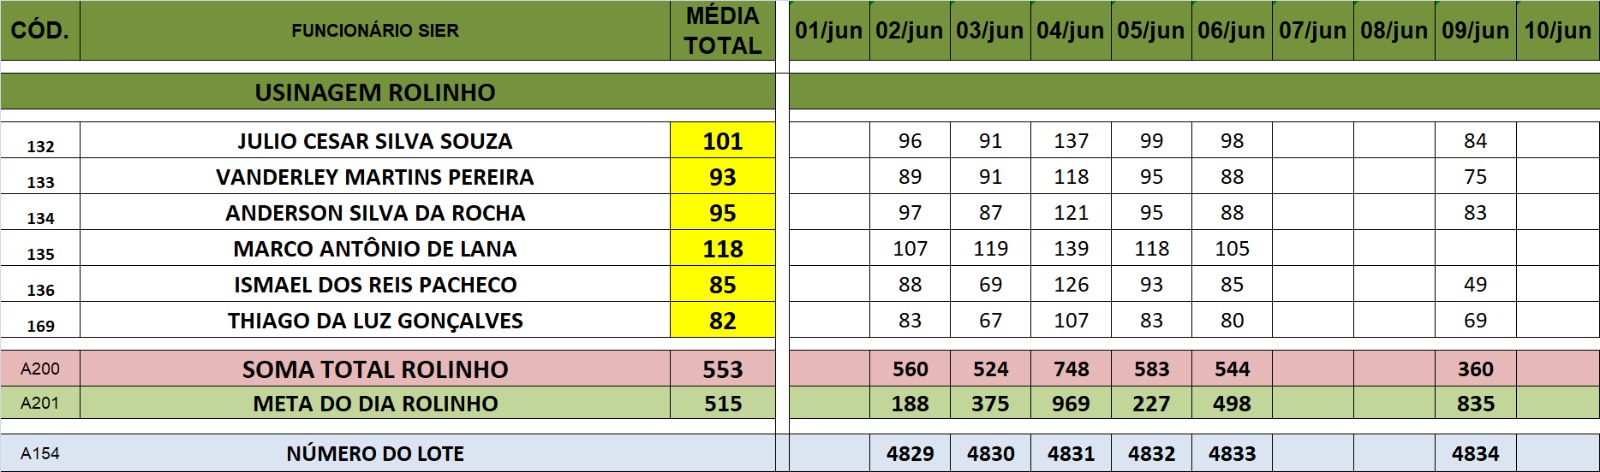 CÓD. FUNCIONÁRIO SIER MÉDIA TOTAL 01/jun 02/jun 03/jun 04/jun 05/jun 06/jun 07/jun 08/jun 09/jun 10/jun
USINAGEM ROLINHO
132 JULIO CESAR SILVA SOUZA 101 96 91 137 99 98 84
133 VANDERLEY MARTINS PEREIRA 93 89 91 118 95 88 75
134 ANDERSON SILVA DA ROCHA 95 97 87 121 95 88 83
135 MARCO ANTÔNIO DE LANA 118 107 119 139 118 105
136 ISMAEL DOS REIS PACHECO 85 88 69 126 93 85 49
169 THIAGO DA LUZ GONÇALVES 82 83 67 107 83 80 69
A200 SOMA TOTAL ROLINHO 553 560 524 748 583 544 360
A201 META DO DIA ROLINHO 515 188 375 969 227 498 835
A154 NÚMERO DO LOTE 4829 4830 4831 4832 4833 4834